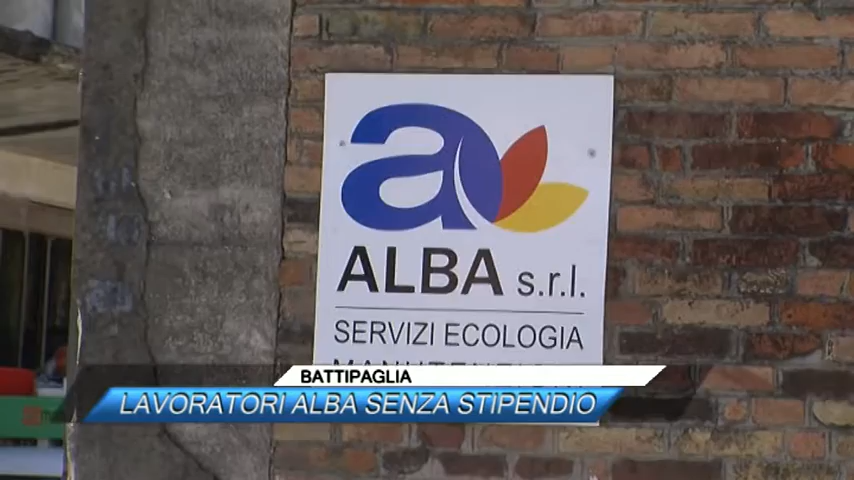 a
ALBA s.r.l.
SERVIZI ECOLOGIA
BATTIPAGLIA
LAVORATORI ALBA SENZA STIPENDIO